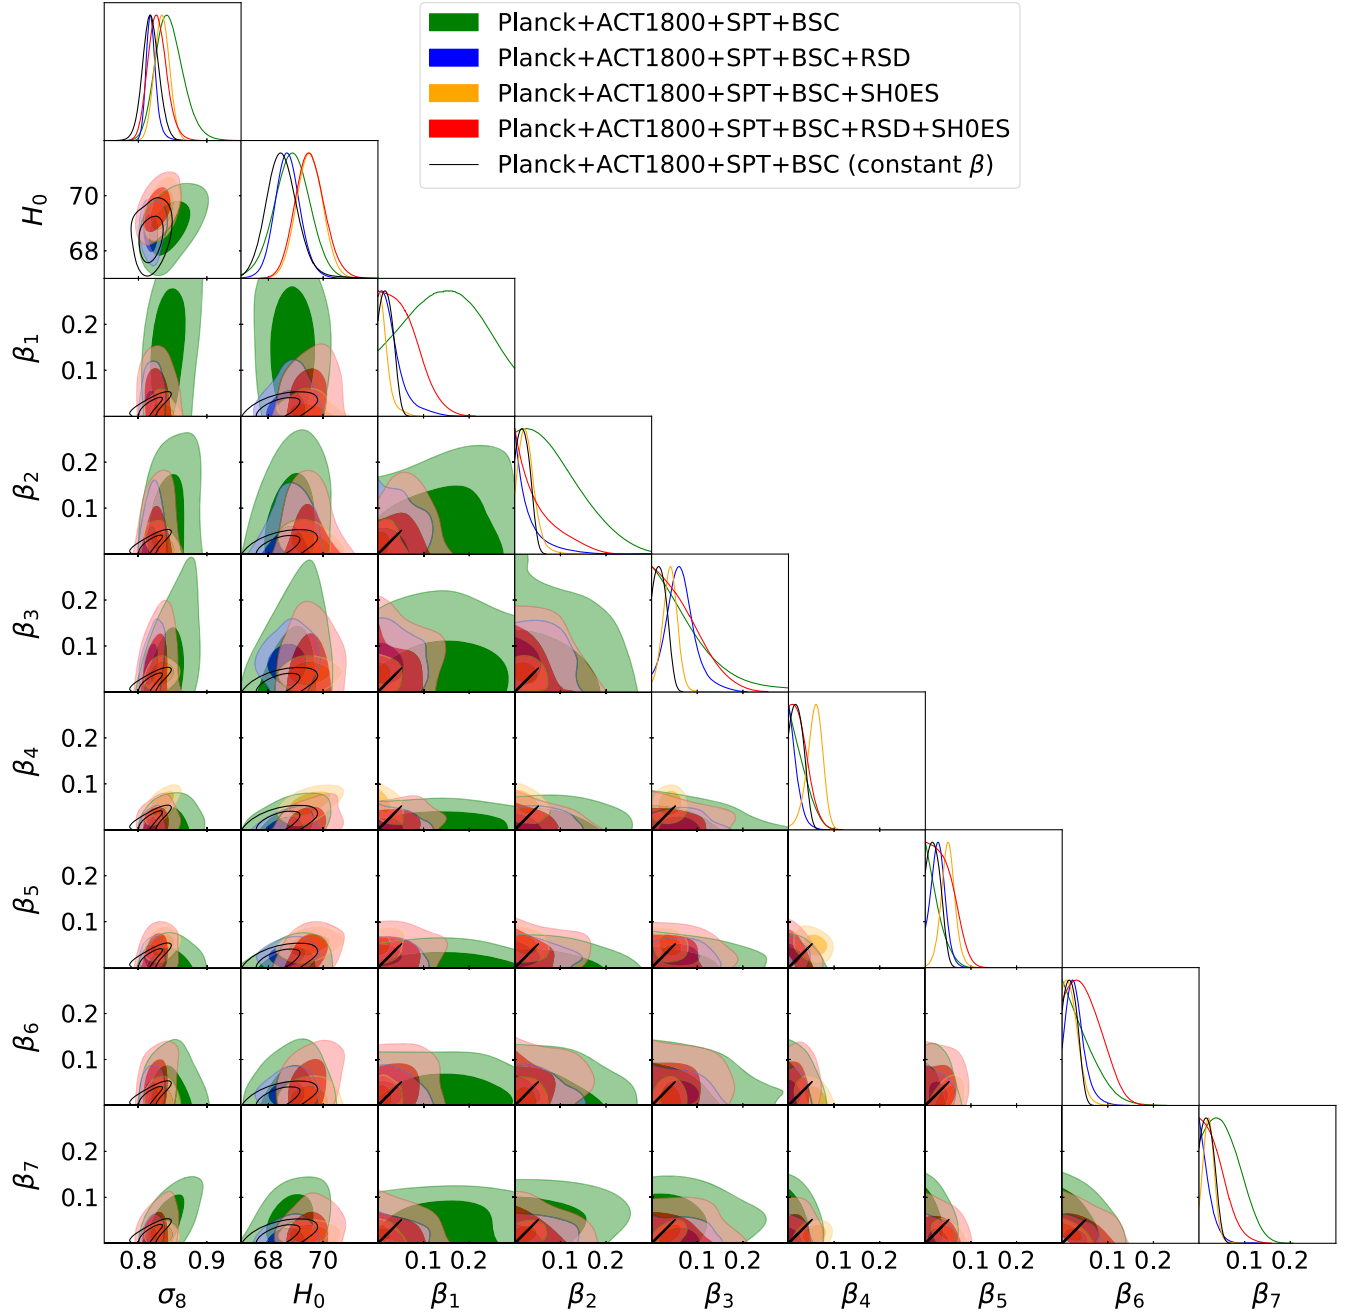 Planck+ACT1800+SPT+BSC
Planck+ACT1800+SPT+BSC+RSD
Planck+ACT1800+SPT+BSC+SH0ES
Planck+ACT1800+SPT+BSC+RSD+SH0ES
Planck+ACT1800+SPT+BSC (constant β)
H₀
70
68
β₁
0.2
0.1
β₂
0.2
0.1
β₃
0.2
0.1
β₄
0.2
0.1
β₅
0.2
0.1
β₆
0.2
0.1
β₇
0.2
0.1
0.8 0.9 68 70 0.1 0.2 0.1 0.2 0.1 0.2 0.1 0.2 0.1 0.2 0.1 0.2 0.1 0.2
σ₈ H₀ β₁ β₂ β₃ β₄ β₅ β₆ β₇